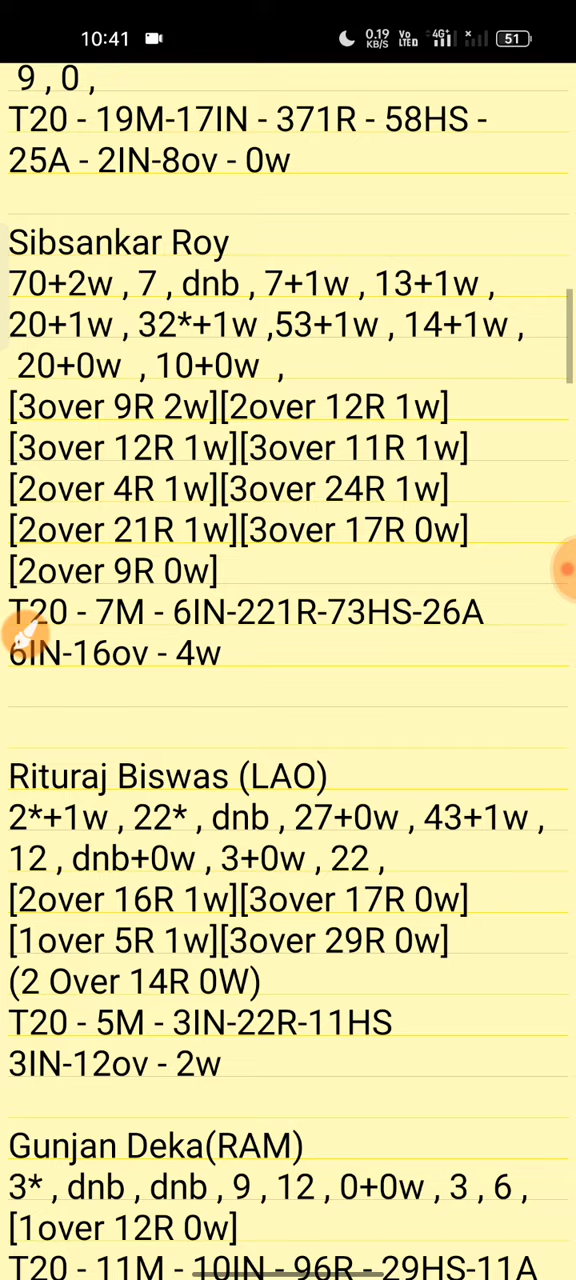 10:41 0.19 KB/S Vo LTED 4G+ 51
9 , 0 ,
T20 - 19M-17IN - 371R - 58HS -
25A - 2IN-8ov - 0w
Sibsankar Roy
70+2w , 7 , dnb , 7+1w , 13+1w ,
20+1w , 32*+1w ,53+1w , 14+1w ,
20+0w , 10+0w ,
[3over 9R 2w][2over 12R 1w]
[3over 12R 1w][3over 11R 1w]
[2over 4R 1w][3over 24R 1w]
[2over 21R 1w][3over 17R 0w]
[2over 9R 0w]
T20 - 7M - 6IN-221R-73HS-26A
6IN-16ov - 4w
Rituraj Biswas (LAO)
2*+1w , 22* , dnb , 27+0w , 43+1w ,
12 , dnb+0w , 3+0w , 22 ,
[2over 16R 1w][3over 17R 0w]
[1over 5R 1w][3over 29R 0w]
(2 Over 14R 0W)
T20 - 5M - 3IN-22R-11HS
3IN-12ov - 2w
Gunjan Deka(RAM)
3* , dnb , dnb , 9 , 12 , 0+0w , 3 , 6 ,
[1over 12R 0w]
T20 - 11M - 10IN - 96R - 29HS-11A